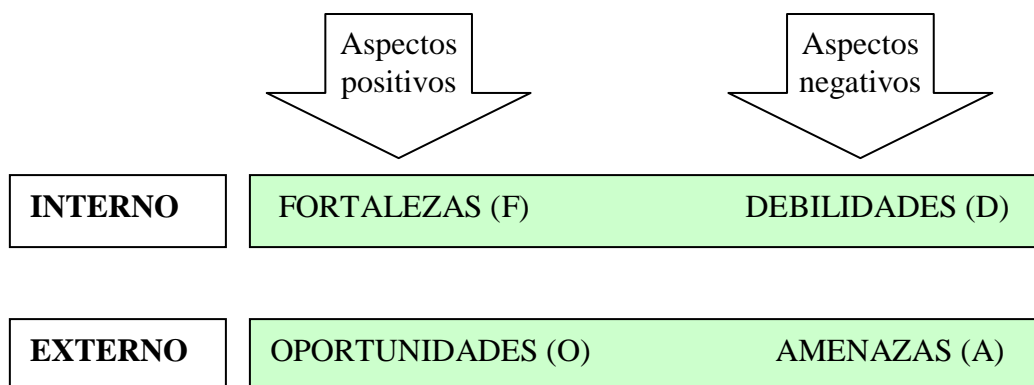 Aspectos
positivos
Aspectos
negativos
INTERNO
FORTALEZAS (F)
DEBILIDADES (D)
EXTERNO
OPORTUNIDADES (O)
AMENAZAS (A)